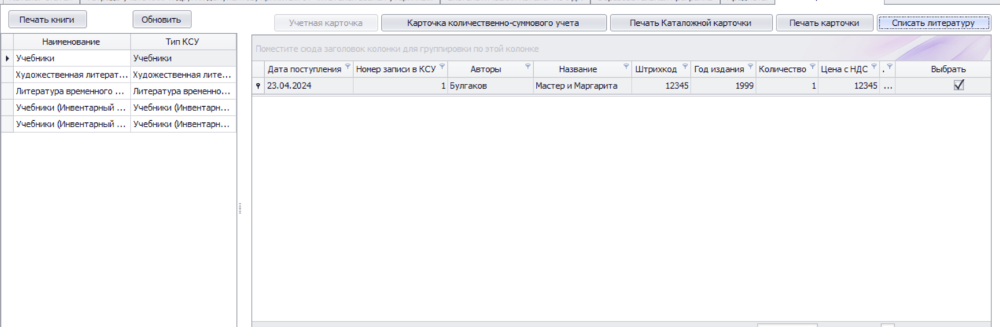 Печать книги Обновить
Учетная карточка Карточка количественно-суммового учета Печать Каталожной карточки Печать карточки Списать литературу
Наименование Тип КСУ
Учебники Учебники
Художественная литерат... Художественная лите...
Литература временного ... Литература временно...
Учебники (Инвентарный ... Учебники (Инвентарн...
Учебники (Инвентарный ... Учебники (Инвентарн...
Поместите сюда заголовок колонки для группировки по этой колонке
Дата поступления Номер записи в КСУ Авторы Название Штрихкод Год издания Количество Цена с НДС . Выбрать
23.04.2024 1 Булгаков Мастер и Маргарита 12345 1999 1 12345 ...